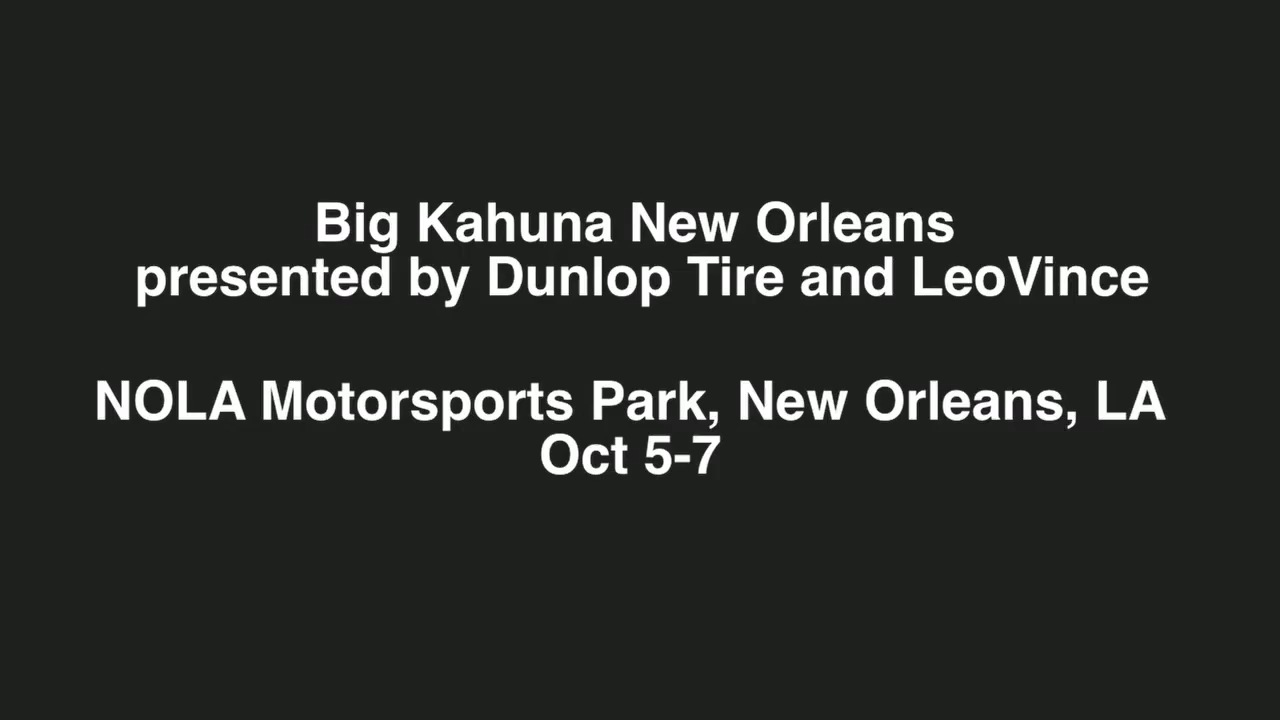 Big Kahuna New Orleans
presented by Dunlop Tire and LeoVince
NOLA Motorsports Park, New Orleans, LA
Oct 5-7